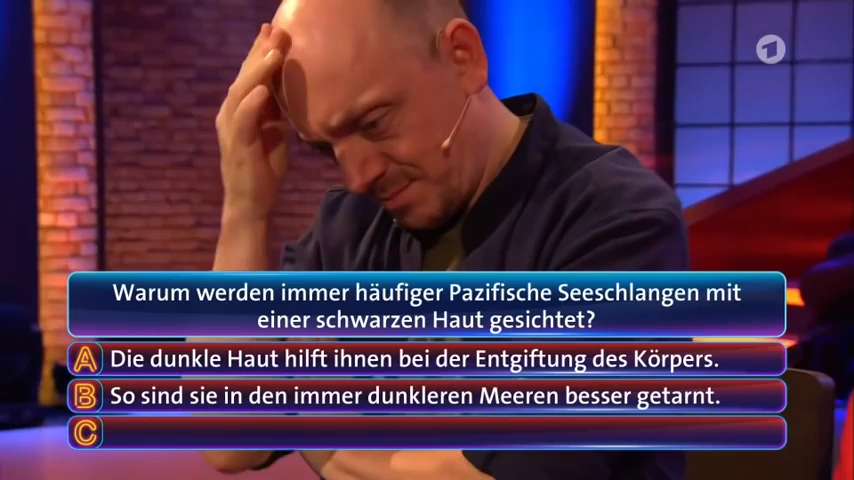 1
Warum werden immer häufiger Pazifische Seeschlangen mit
einer schwarzen Haut gesichtet?
A Die dunkle Haut hilft ihnen bei der Entgiftung des Körpers.
B So sind sie in den immer dunkleren Meeren besser getarnt.
C